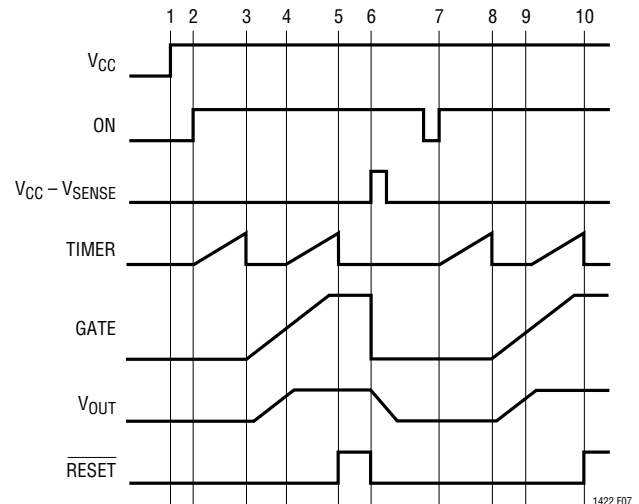 1 2 3 4 5 6 7 8 9 10
VCC
ON
VCC – VSENSE
TIMER
GATE
VOUT
RESET
1422 F07